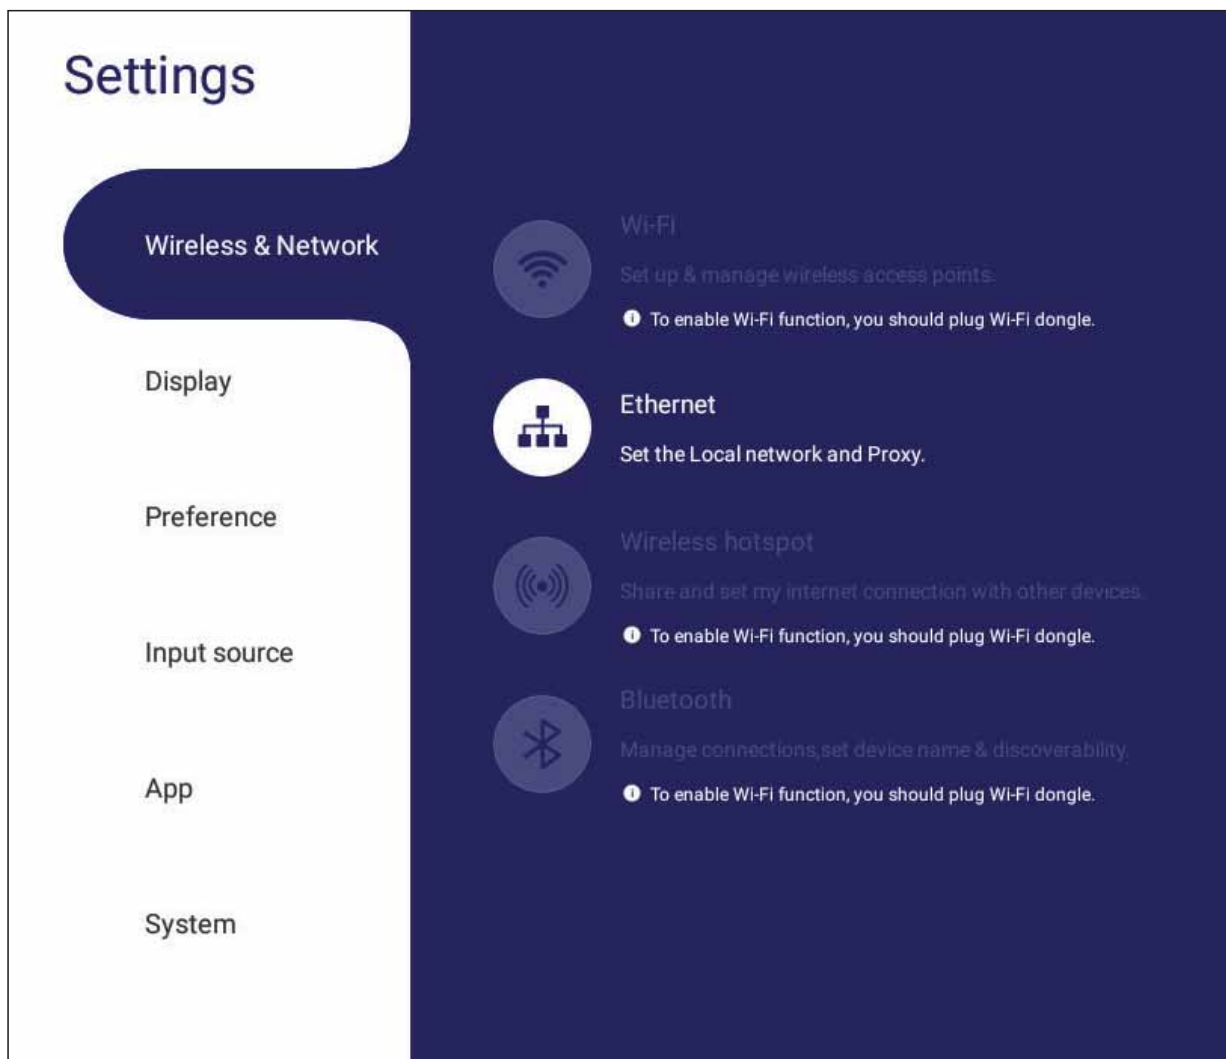 Settings
Wireless & Network
Display
Preference
Input source
App
System
Wi-Fi
Set up & manage wireless access points.
To enable Wi-Fi function, you should plug Wi-Fi dongle.
Ethernet
Set the Local network and Proxy.
Wireless hotspot
Share and set my internet connection with other devices.
To enable Wi-Fi function, you should plug Wi-Fi dongle.
Bluetooth
Manage connections,set device name & discoverability.
To enable Wi-Fi function, you should plug Wi-Fi dongle.